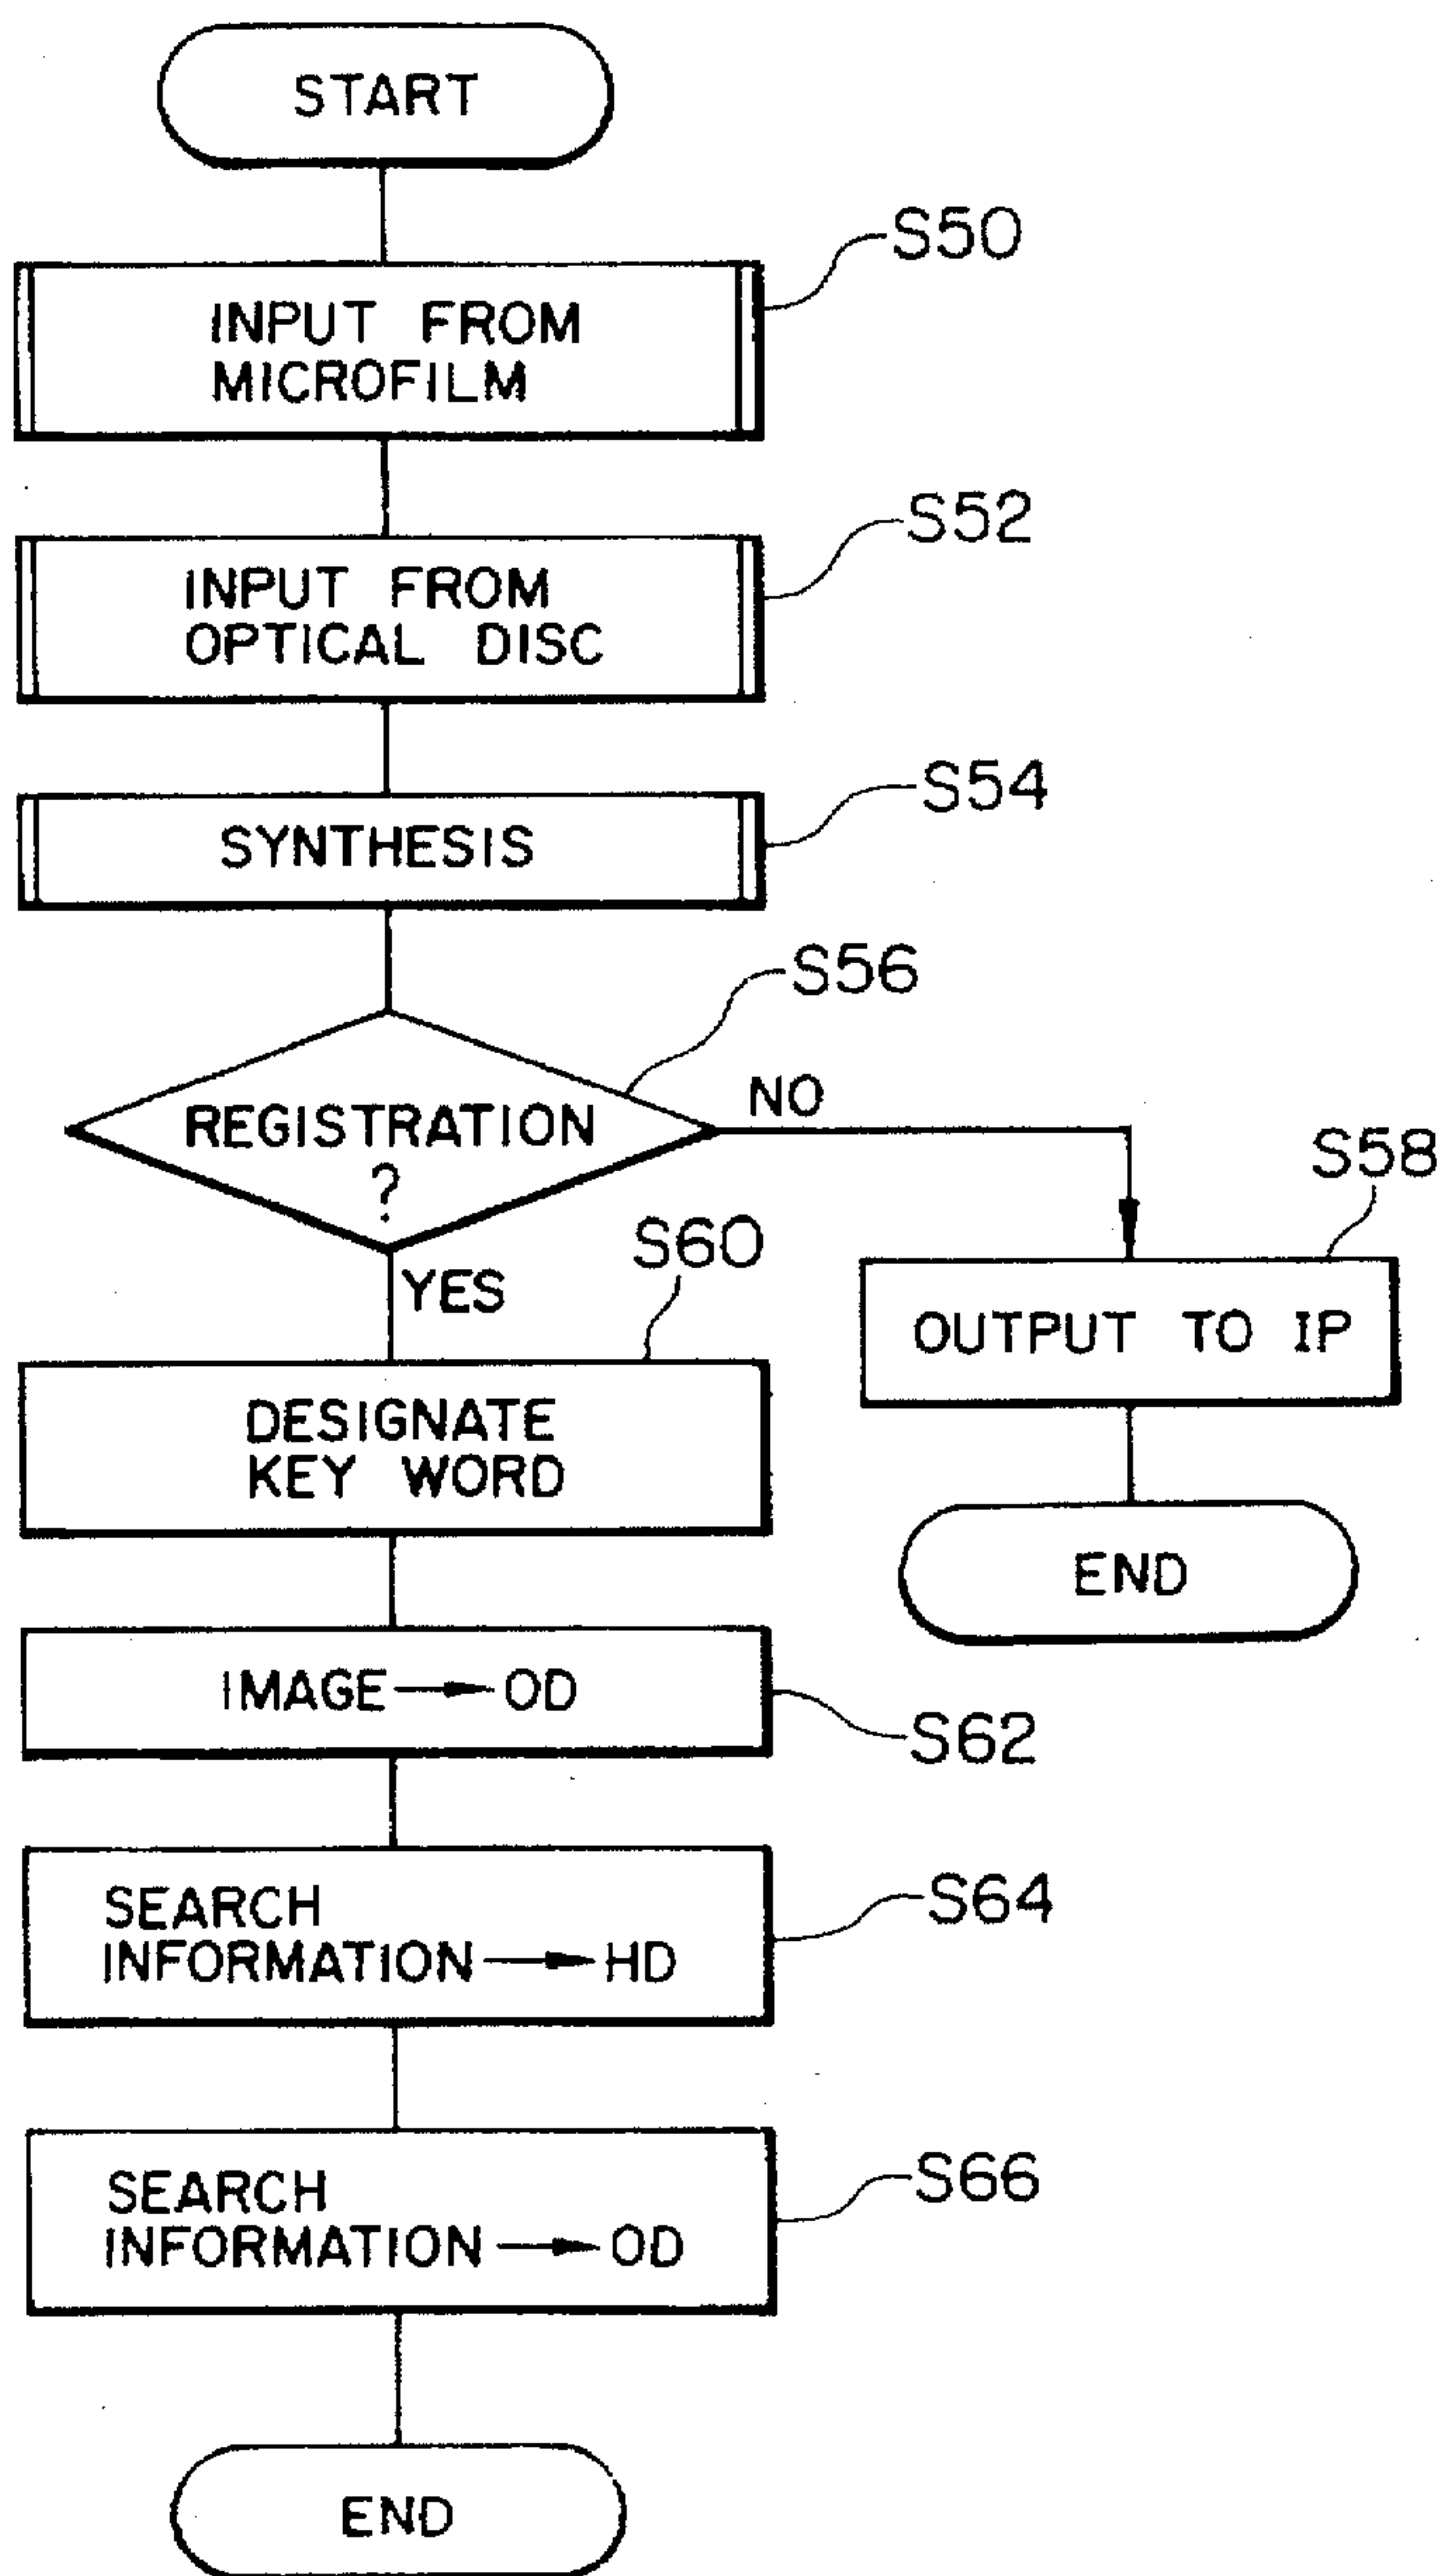 START
S50
INPUT FROM
MICROFILM
S52
INPUT FROM
OPTICAL DISC
S54
SYNTHESIS
S56
REGISTRATION
?
NO
YES
S58
OUTPUT TO IP
END
S60
DESIGNATE
KEY WORD
IMAGE → OD
S62
SEARCH
INFORMATION → HD
S64
SEARCH
INFORMATION → OD
S66
END